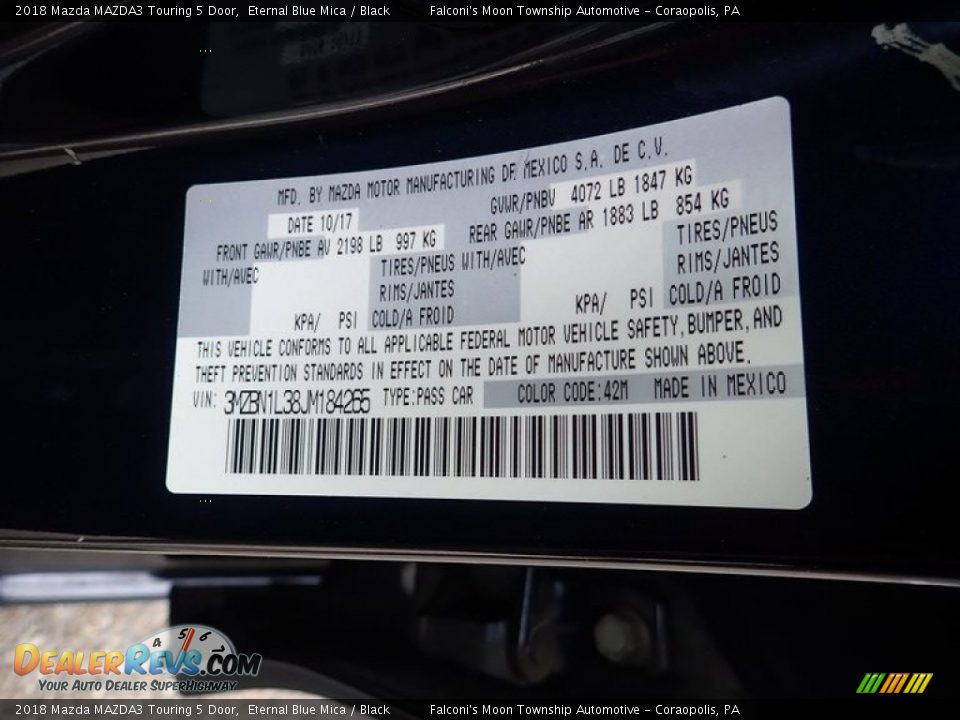 2018 Mazda MAZDA3 Touring 5 Door, Eternal Blue Mica / Black Falconi's Moon Township Automotive - Coraopolis, PA
MFD. BY MAZDA MOTOR MANUFACTURING DE MEXICO S.A. DE C.V.
DATE 10/17 GVWR/PNBV 4072 LB 1847 KG
FRONT GAWR/PNBE AV 2198 LB 997 KG REAR GAWR/PNBE AR 1883 LB 854 KG
WITH/AVEC TIRES/PNEUS WITH/AVEC TIRES/PNEUS
RIMS/JANTES RIMS/JANTES
KPA/ PSI COLD/A FROID KPA/ PSI COLD/A FROID
THIS VEHICLE CONFORMS TO ALL APPLICABLE FEDERAL MOTOR VEHICLE SAFETY, BUMPER, AND
THEFT PREVENTION STANDARDS IN EFFECT ON THE DATE OF MANUFACTURE SHOWN ABOVE.
VIN: 3MZBN1L38JM184265 TYPE:PASS CAR COLOR CODE:42M MADE IN MEXICO
4 5 6
DEALERREVS.COM
YOUR AUTO DEALER SUPERHIGHWAY
2018 Mazda MAZDA3 Touring 5 Door, Eternal Blue Mica / Black Falconi's Moon Township Automotive - Coraopolis, PA